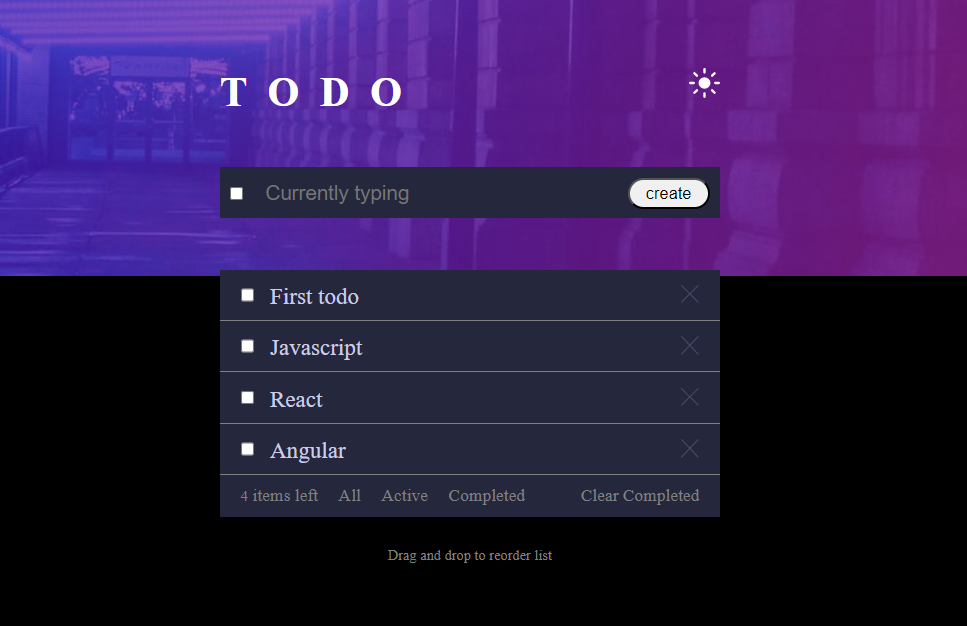 TODO
Currently typing
create
First todo
Javascript
React
Angular
4 items left All Active Completed Clear Completed
Drag and drop to reorder list